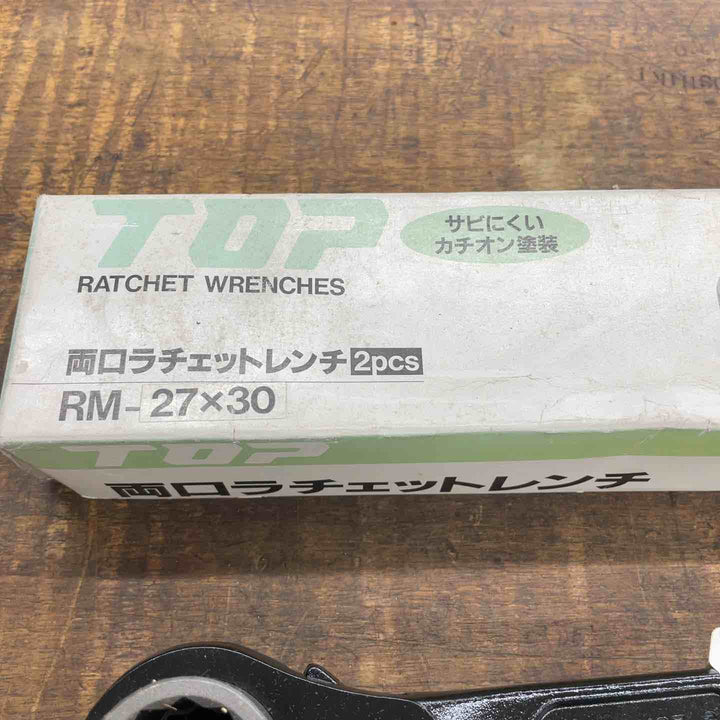 TOP
サビにくい
カチオン塗装
RATCHET WRENCHES
両口ラチェットレンチ 2pcs
RM-27×30
TOP
両口ラチェットレンチ